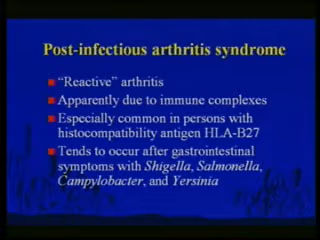 Post-infectious arthritis syndrome
“Reactive” arthritis
Apparently due to immune complexes
Especially common in persons with
histocompatibility antigen HLA-B27
Tends to occur after gastrointestinal
symptoms with Shigella, Salmonella,
Campylobacter, and Yersinia